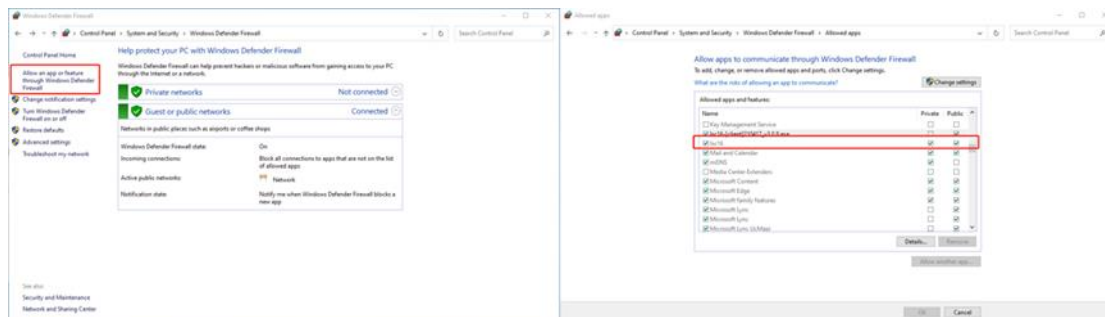 Windows Defender Firewall
Control Panel > System and Security > Windows Defender Firewall
Search Control Panel
Control Panel Home
Allow an app or feature
through Windows Defender
Firewall
Change notification settings
Turn Windows Defender
Firewall on or off
Restore defaults
Advanced settings
Troubleshoot my network
See also
Security and Maintenance
Network and Sharing Center
Help protect your PC with Windows Defender Firewall
Windows Defender Firewall can help prevent hackers or malicious software from gaining access to your PC
through the Internet or a network.
Private networks Not connected
Guest or public networks Connected
Networks in public places such as airports or coffee shops
Windows Defender Firewall state: On
Incoming connections: Block all connections to apps that are not on the list
of allowed apps
Active public networks: Network
Notification state: Notify me when Windows Defender Firewall blocks a
new app
Allowed apps
Control Panel > System and Security > Windows Defender Firewall > Allowed apps
Search Control Panel
Allow apps to communicate through Windows Defender Firewall
To add, change, or remove allowed apps and ports, click Change settings.
What are the risks of allowing an app to communicate?
Change settings
Allowed apps and features:
Name Private Public
Key Management Service
Mail and Calendar
mDNS
Media Center Extenders
Microsoft Content
Microsoft Edge
Microsoft family features
Microsoft Lync
Microsoft Lync
Microsoft Lync UcMapi
Details... Remove
Allow another app...
OK Cancel